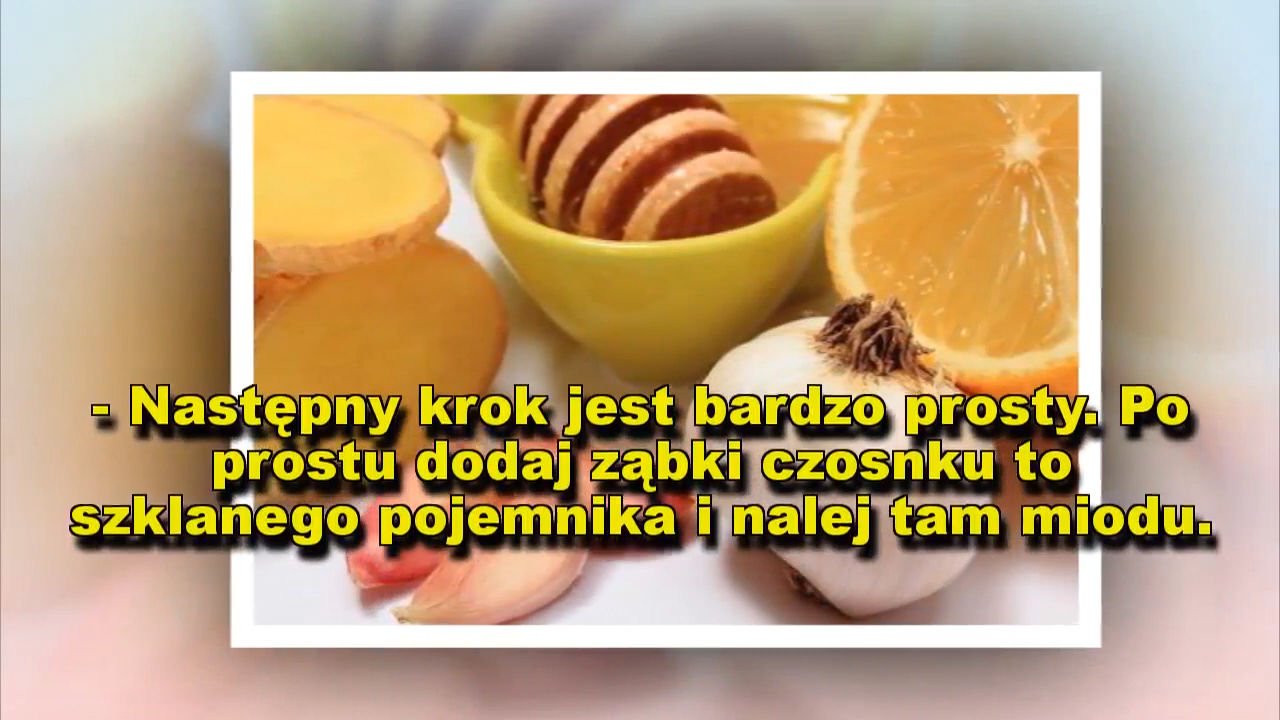 - Następny krok jest bardzo prosty. Po
prostu dodaj ząbki czosnku to
szklanego pojemnika i nalej tam miodu.